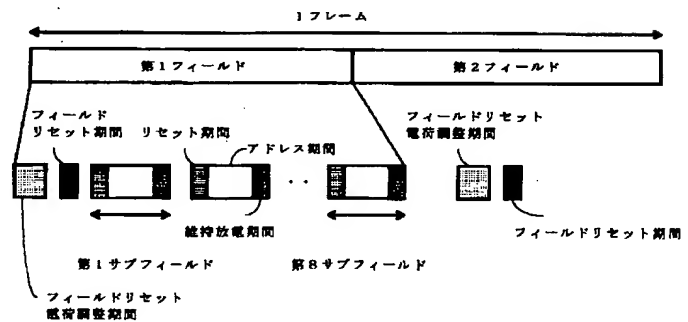 1フレーム
第1フィールド
第2フィールド
フィールド
リセット期間
リセット期間
アドレス期間
フィールドリセット
電荷調整期間
維持放電期間
フィールドリセット期間
第1サブフィールド
第8サブフィールド
フィールドリセット
電荷調整期間